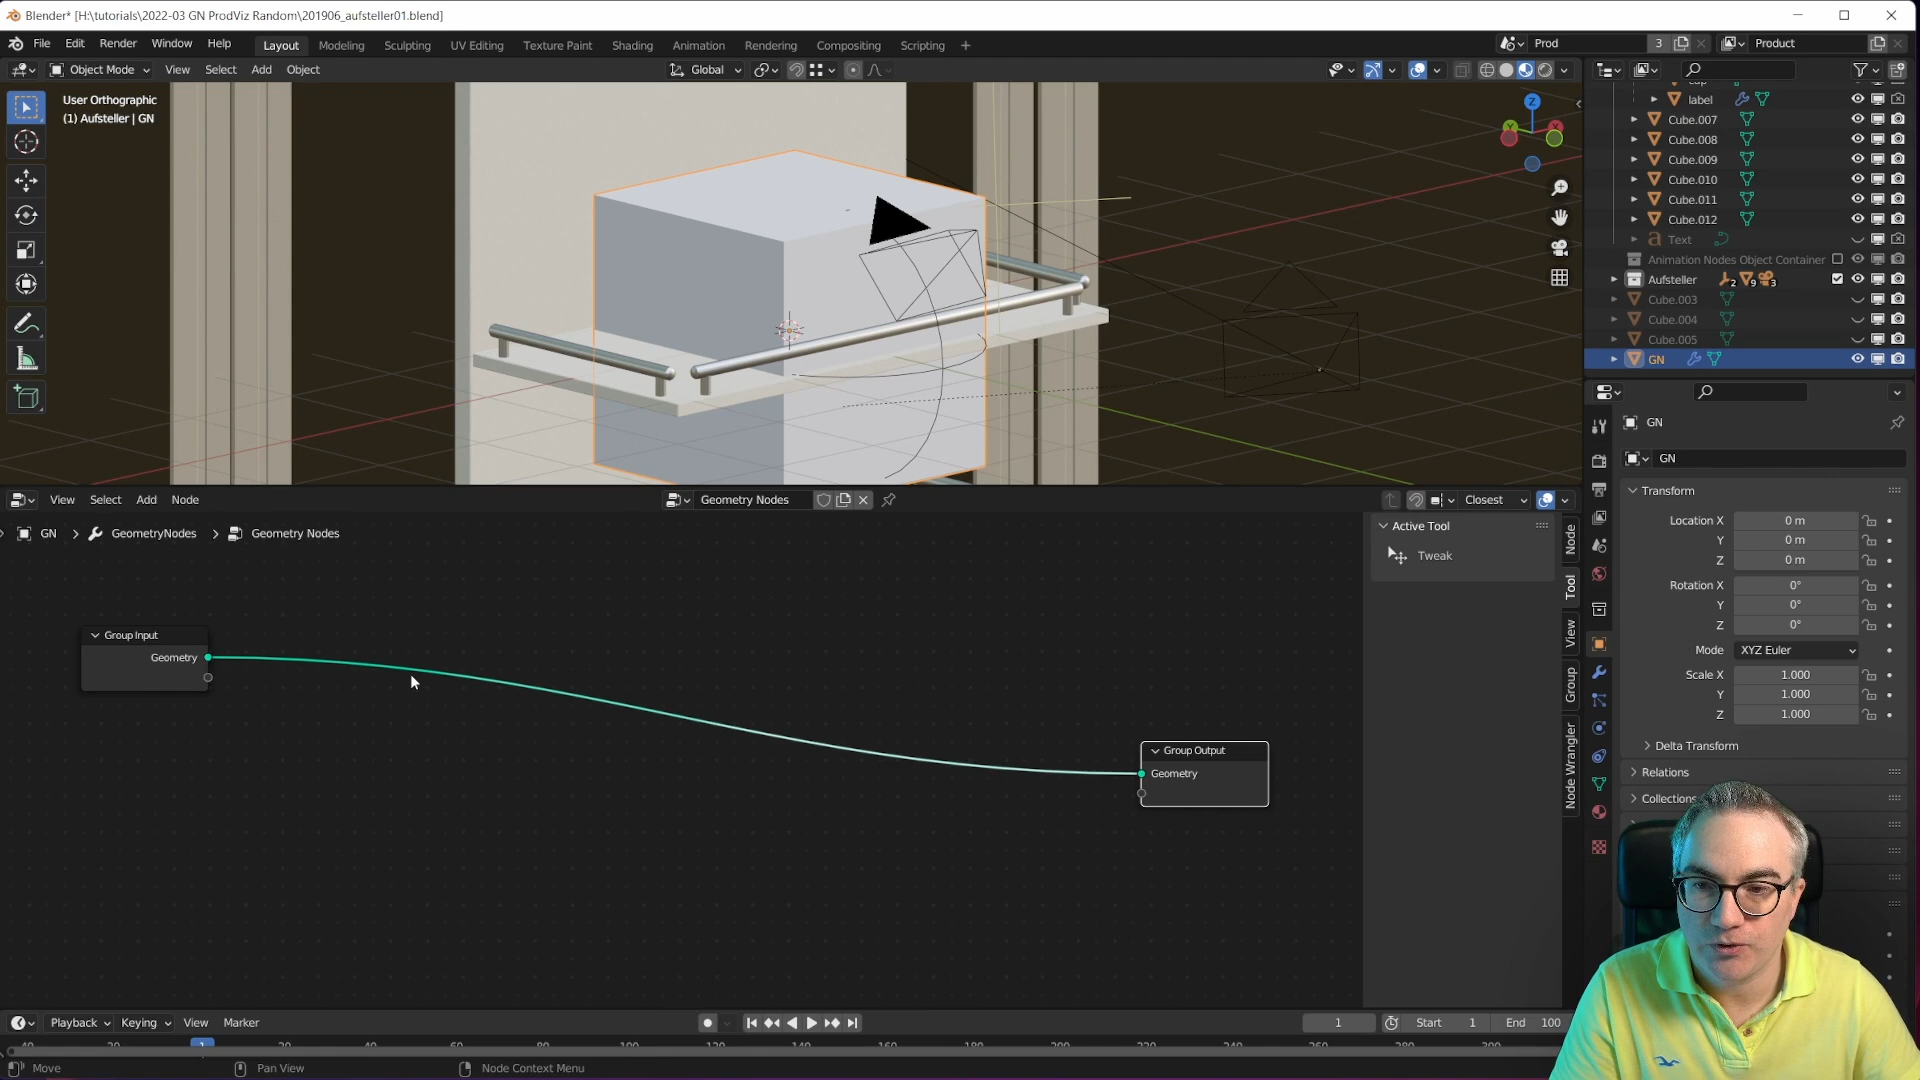 Blender* [H:\tutorials\2022-03 GN ProdViz Random\201906_aufsteller01.blend]
File Edit Render Window Help Layout Modeling Sculpting UV Editing Texture Paint Shading Animation Rendering Compositing Scripting + Prod 3 Product
Object Mode View Select Add Object Global
User Orthographic
(1) Aufsteller | GN
Z
label
Cube.007
Cube.008
Cube.009
Cube.010
Cube.011
Cube.012
Text
Animation Nodes Object Container
Aufsteller 2 9 3
Cube.003
Cube.004
Cube.005
GN
GN
GN
Transform
Location X 0 m
Y 0 m
Z 0 m
Rotation X 0°
Y 0°
Z 0°
Mode XYZ Euler
Scale X 1.000
Y 1.000
Z 1.000
Delta Transform
Relations
Collections
View Select Add Node Geometry Nodes Closest
GN > GeometryNodes > Geometry Nodes
Active Tool
Tweak
Node
Tool
View
Group
Node Wrangler
Group Input
Geometry
Group Output
Geometry
Playback Keying View Marker 1 Start 1 End 100
1
Move Pan View Node Context Menu